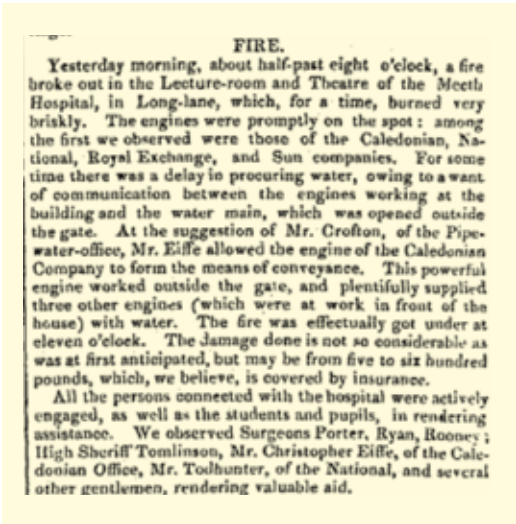 FIRE.
Yesterday morning, about half-past eight o'clock, a fire
broke out in the Lecture-room and Theatre of the Meeth
Hospital, in Long-lane, which, for a time, burned very
briskly. The engines were promptly on the spot: among
the first we observed were those of the Caledonian, Na-
tional, Royal Exchange, and Sun companies. For some
time there was a delay in procuring water, owing to a want
of communication between the engines working at the
building and the water main, which was opened outside
the gate. At the suggestion of Mr. Crofton, of the Pipe-
water-office, Mr. Eiffe allowed the engine of the Caledonian
Company to form the means of conveyance. This powerful
engine worked outside the gate, and plentifully supplied
three other engines (which were at work in front of the
house) with water. The fire was effectually got under at
eleven o'clock. The damage done is not so considerable as
was at first anticipated, but may be from five to six hundred
pounds, which, we believe, is covered by insurance.
All the persons connected with the hospital were actively
engaged, as well as the students and pupils, in rendering
assistance. We observed Surgeons Porter, Ryan, Rooney;
High Sheriff Tomlinson, Mr. Christopher Eiffe, of the Cale-
donian Office, Mr. Todhunter, of the National, and several
other gentlemen, rendering valuable aid.